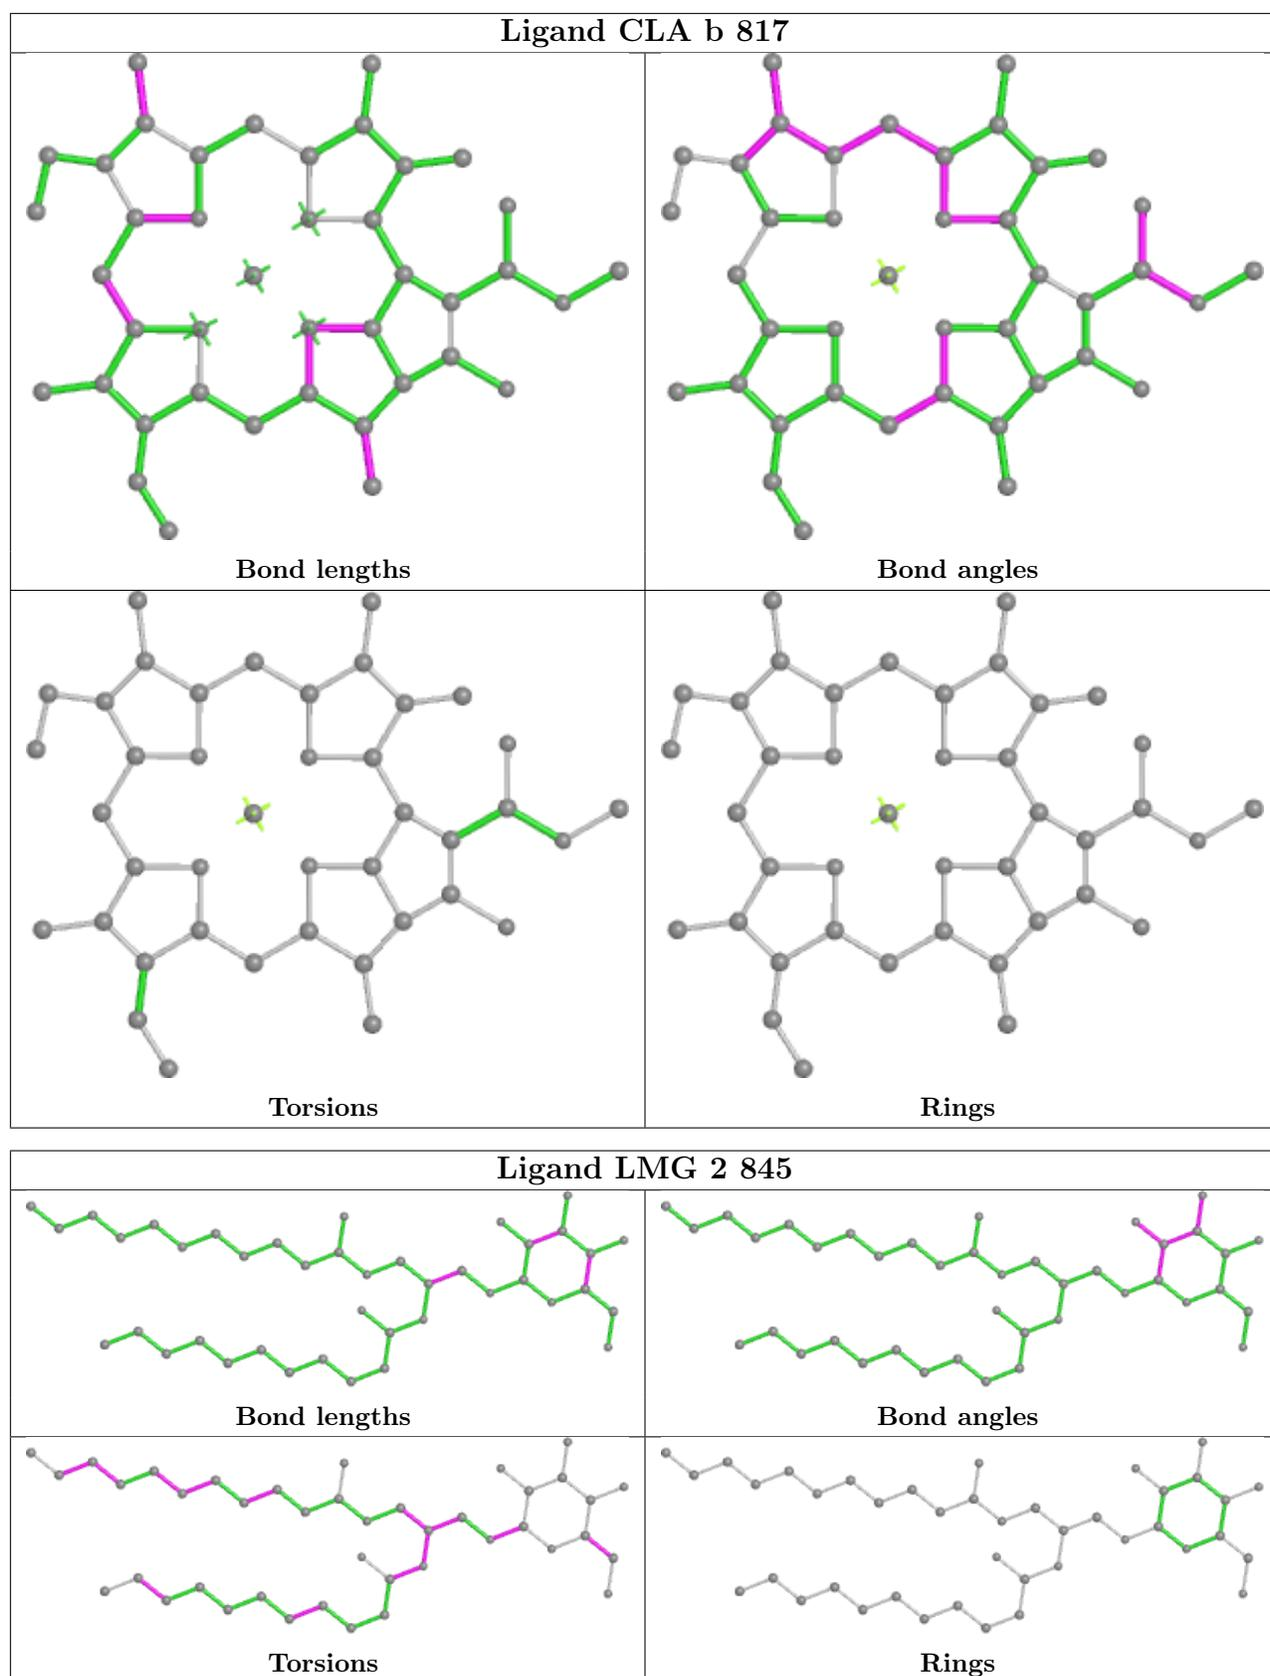 Ligand CLA b 817
Bond lengths
Bond angles
Torsions
Rings
Ligand LMG 2 845
Bond lengths
Bond angles
Torsions
Rings